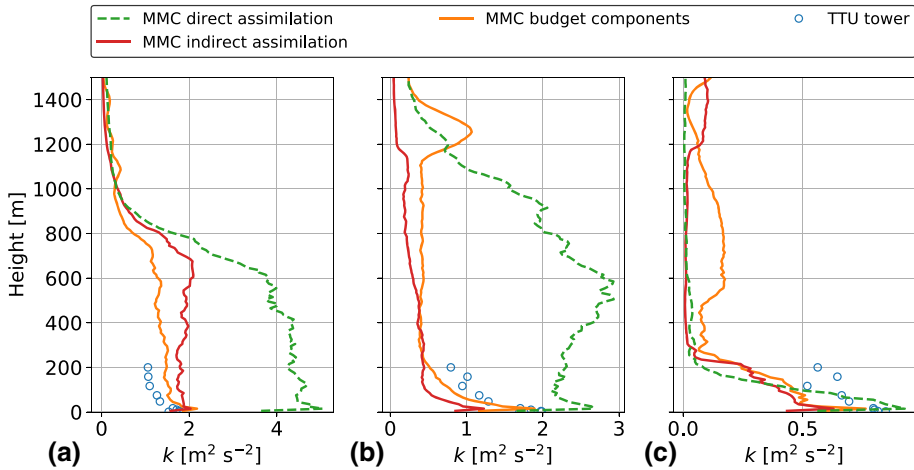 MMC direct assimilation MMC budget components TTU tower
MMC indirect assimilation
1400
1200
1000
800
600
400
200
0
Height [m]
0 2 4
0 1 2 3
0.0 0.5
(a) k [m² s⁻²] (b) k [m² s⁻²] (c) k [m² s⁻²]